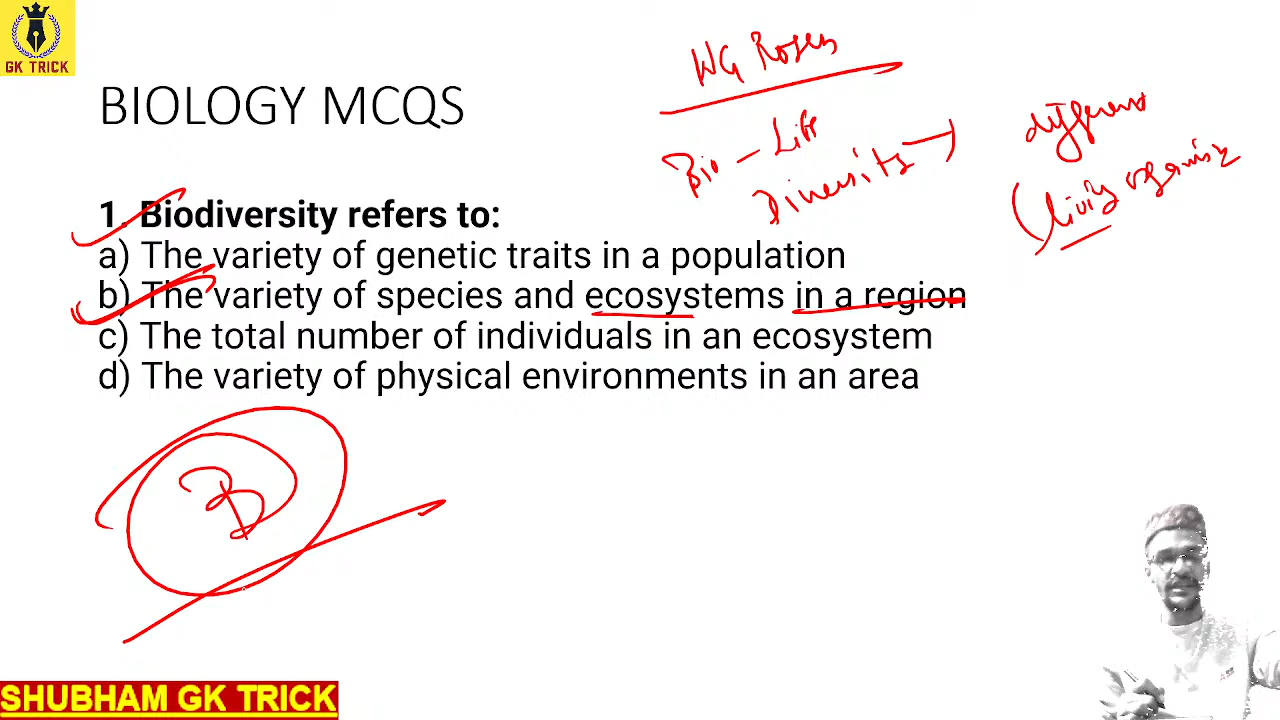 GK TRICK
BIOLOGY MCQS
WG Rosen
Bio - Life
Diversity →
different
(living
1. Biodiversity refers to:
a) The variety of genetic traits in a population
b) The variety of species and ecosystems in a region
c) The total number of individuals in an ecosystem
d) The variety of physical environments in an area
B
SHUBHAM GK TRICK